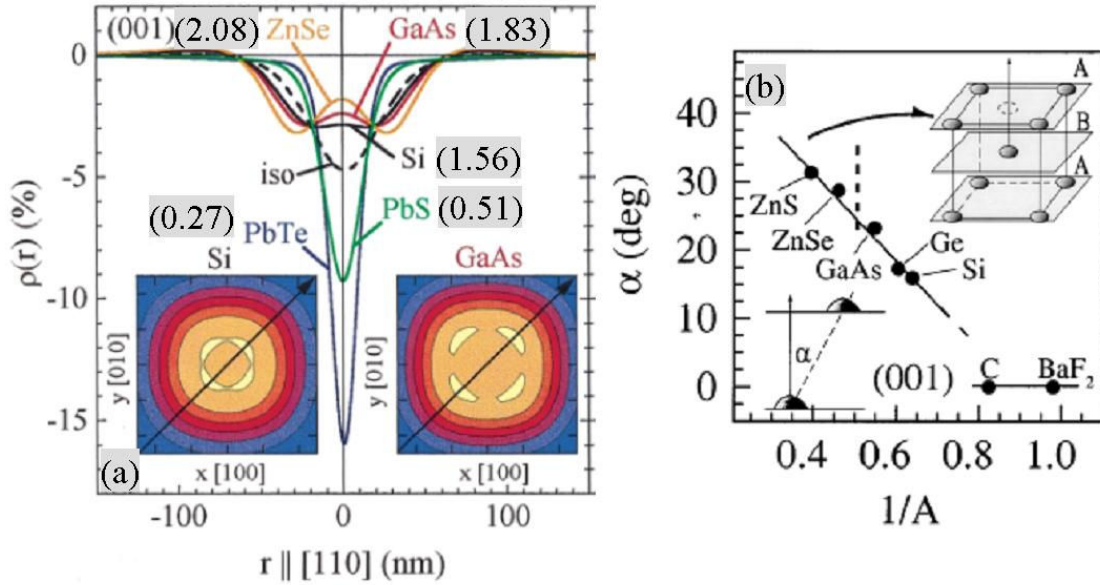 (001) (2.08) ZnSe GaAs (1.83)
0
-5
-10
-15
ρ(r) (%)
iso
Si (1.56)
(0.27)
PbTe
PbS (0.51)
Si
GaAs
y [010]
x [100]
y [010]
x [100]
(a)
-100 0 100
r || [110] (nm)
(b)
40
30
20
10
0
α (deg)
A
B
A
ZnS
ZnSe
GaAs
Ge
Si
α
(001)
C BaF2
0.4 0.6 0.8 1.0
1/A